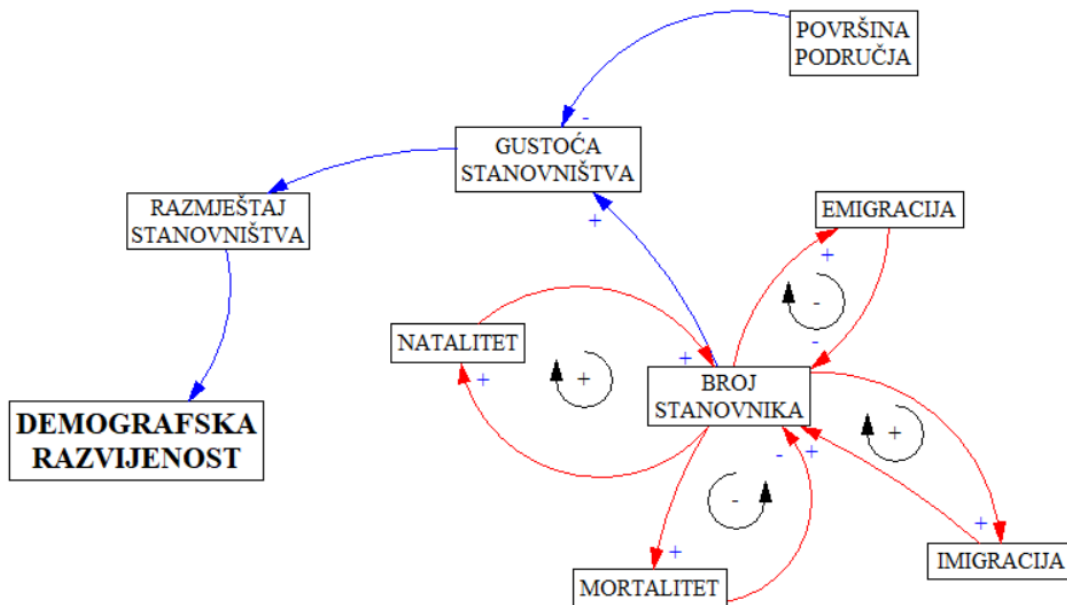 POVRŠINA
PODRUČJA
-
GUSTOĆA
STANOVNIŠTVA
RAZMJEŠTAJ
STANOVNIŠTVA
+
EMIGRACIJA
+
-
-
NATALITET
+
+
+
BROJ
STANOVNIKA
DEMOGRAFSKA
RAZVIJENOST
+
-
+
-
+
MORTALITET
+
IMIGRACIJA